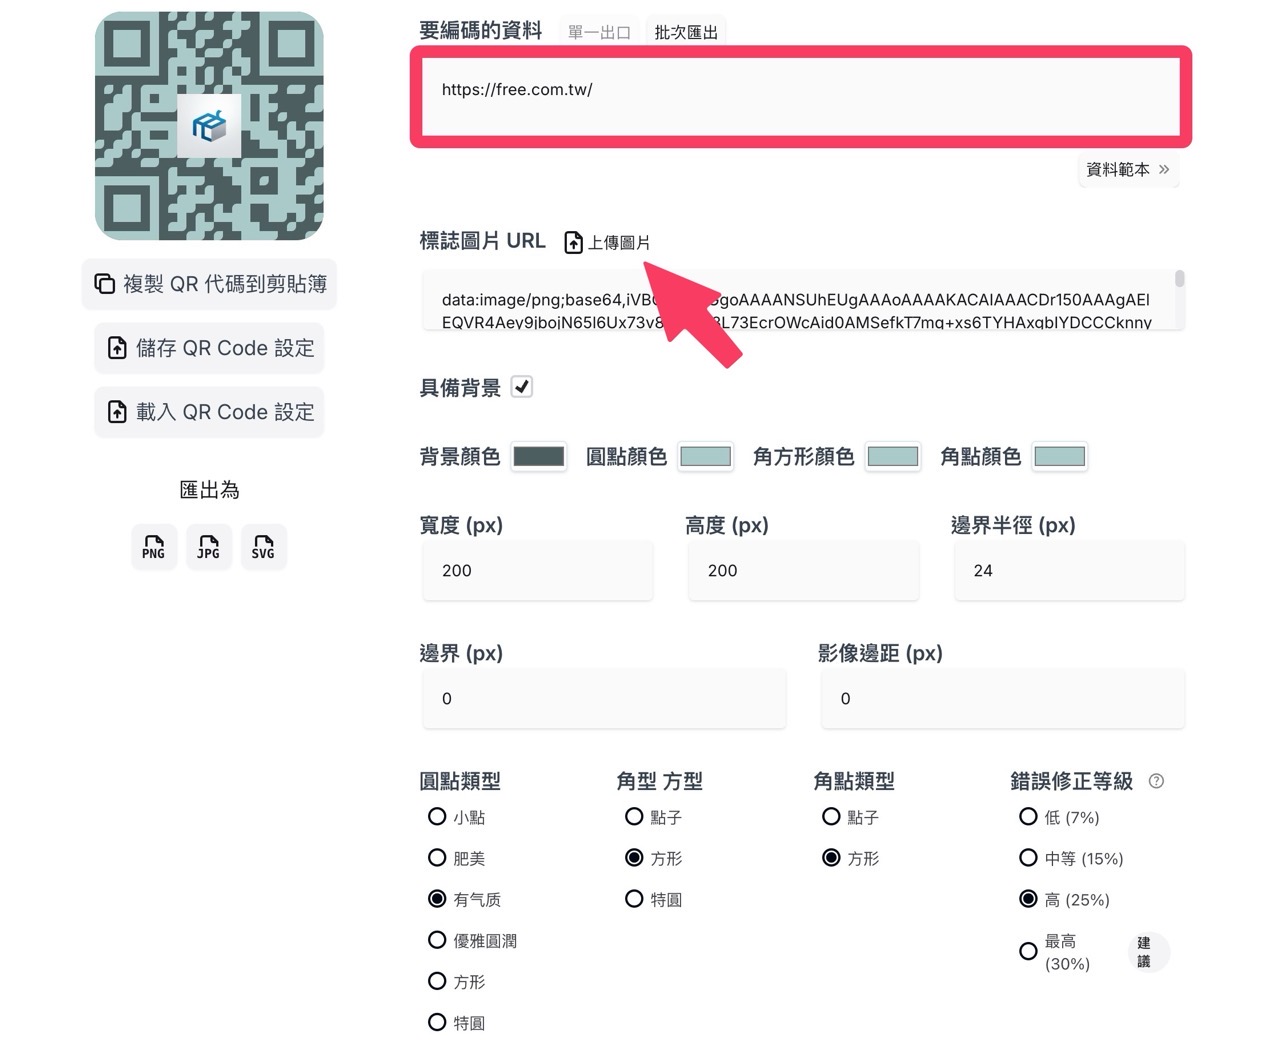 要編碼的資料 單一出口 批次匯出
https://free.com.tw/
資料範本 »
標誌圖片 URL 上傳圖片
data:image/png;base64,iVB
goAAAANSUhEUgAAAoAAAAKACAIAAACDr150AAAgAEl
具備背景
背景顏色 圓點顏色 角方形顏色 角點顏色
寬度 (px) 高度 (px) 邊界半徑 (px)
200 200 24
邊界 (px) 影像邊距 (px)
0 0
圓點類型
小點
肥美
有气质
優雅圓潤
方形
特圓
角型 方型
點子
方形
特圓
角點類型
點子
方形
錯誤修正等級 ?
低 (7%)
中等 (15%)
高 (25%)
最高
(30%)
建
議
複製 QR 代碼到剪貼簿
儲存 QR Code 設定
載入 QR Code 設定
匯出為
PNG JPG SVG